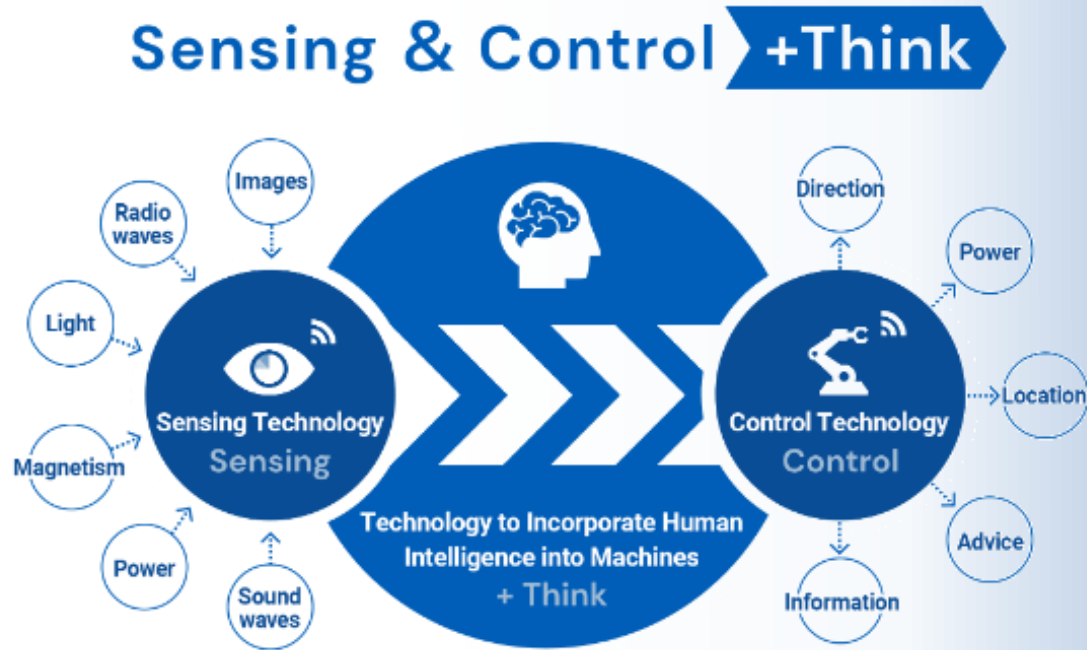 Sensing & Control +Think
Images
Radio
waves
Light
Magnetism
Power
Sound
waves
Sensing Technology
Sensing
Technology to Incorporate Human
Intelligence into Machines
+ Think
Control Technology
Control
Direction
Power
Location
Advice
Information